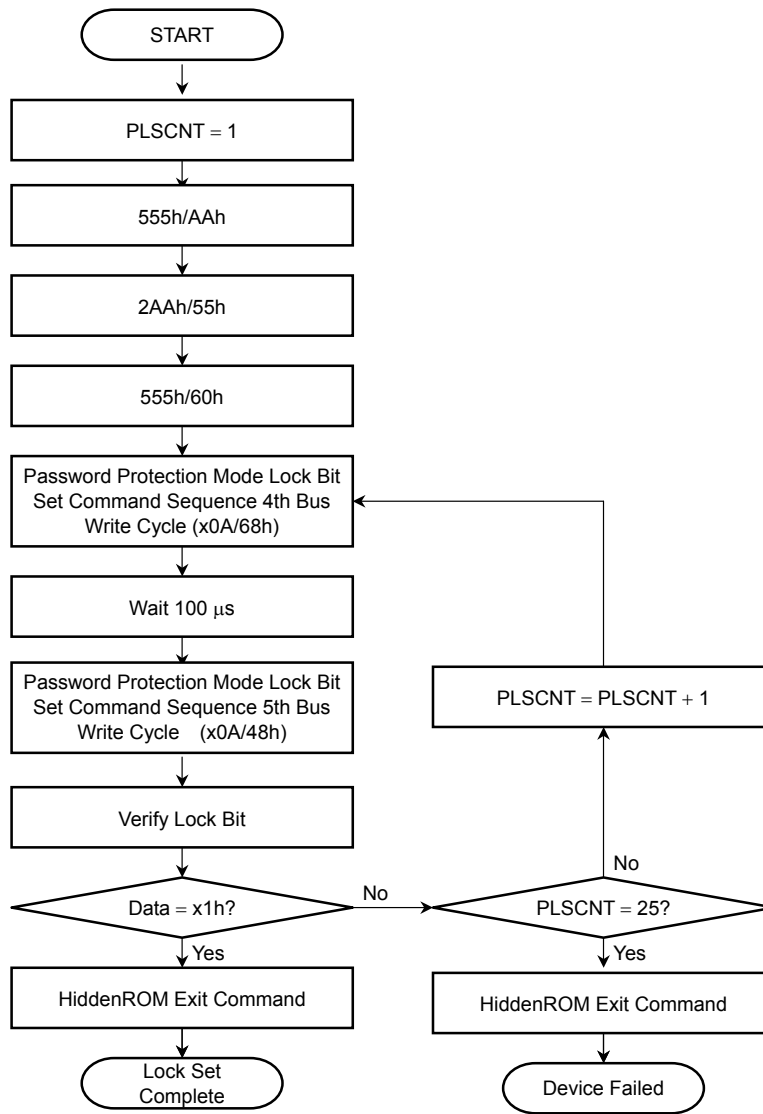 START
PLSCNT = 1
555h/AAh
2AAh/55h
555h/60h
Password Protection Mode Lock Bit
Set Command Sequence 4th Bus
Write Cycle (x0A/68h)
Wait 100 μs
Password Protection Mode Lock Bit
Set Command Sequence 5th Bus
Write Cycle (x0A/48h)
PLSCNT = PLSCNT + 1
Verify Lock Bit
No
Data = x1h?
No
PLSCNT = 25?
Yes
Yes
HiddenROM Exit Command
HiddenROM Exit Command
Lock Set
Complete
Device Failed